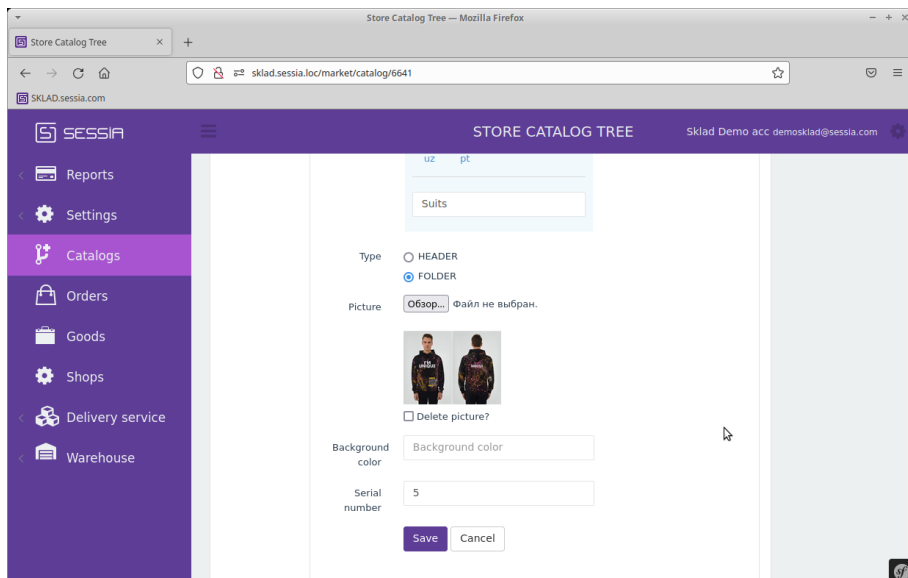 Store Catalog Tree — Mozilla Firefox
Store Catalog Tree
sklad.sessia.loc/market/catalog/6641
SKLAD.sessia.com
SESSIA
STORE CATALOG TREE
Sklad Demo acc demosklad@sessia.com
Reports
Settings
Catalogs
Orders
Goods
Shops
Delivery service
Warehouse
uz pt
Suits
Type
HEADER
FOLDER
Picture
Обзор... Файл не выбран.
I'M
UNIQUE
Delete picture?
Background
color
Background color
Serial
number
5
Save Cancel
sf